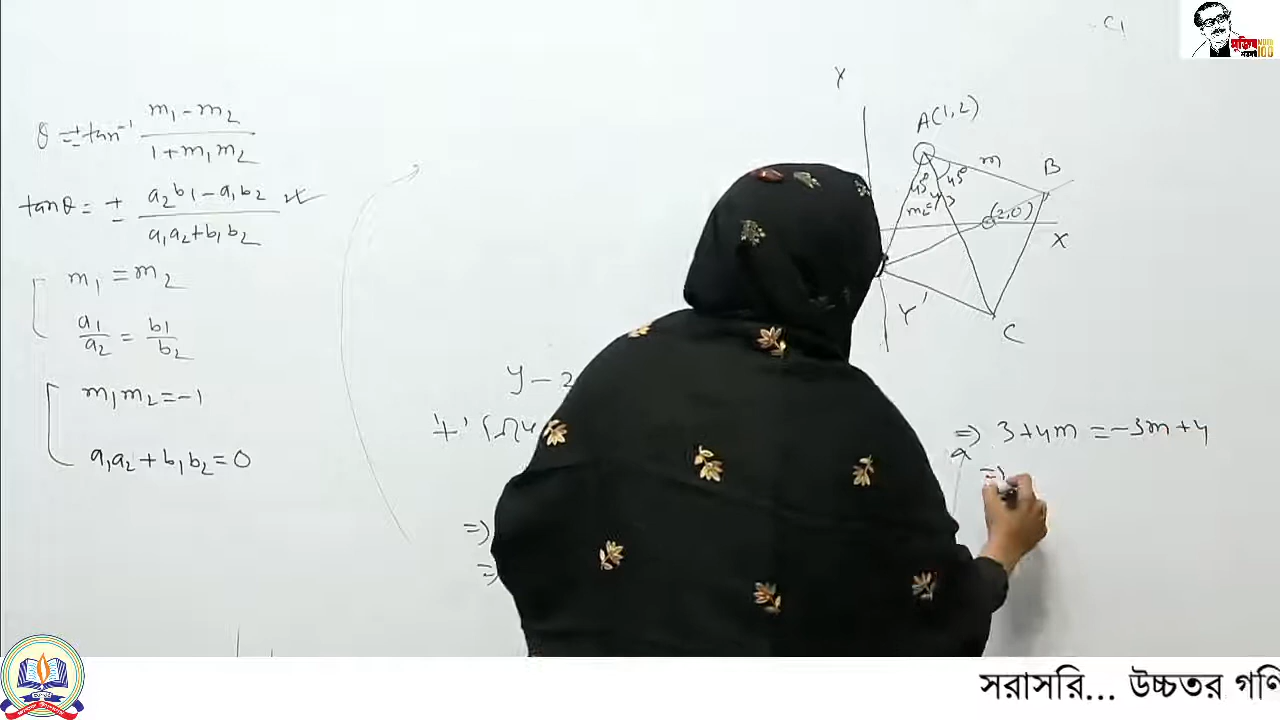 θ = ± tan⁻¹ (m₁ - m₂)/(1 + m₁m₂)
tanθ = ± (a₂b₁ - a₁b₂)/(a₁a₂ + b₁b₂)
m₁ = m₂
a₁/a₂ = b₁/b₂
m₁m₂ = -1
a₁a₂ + b₁b₂ = 0
Y
A(1,2)
m
B
45°
45°
(2,0)
X
Y'
C
y - 2
'+'
⇒) 3 + 4m = -3m + 4
=)
=)
=)
100
সরাসরি... উচ্চতর